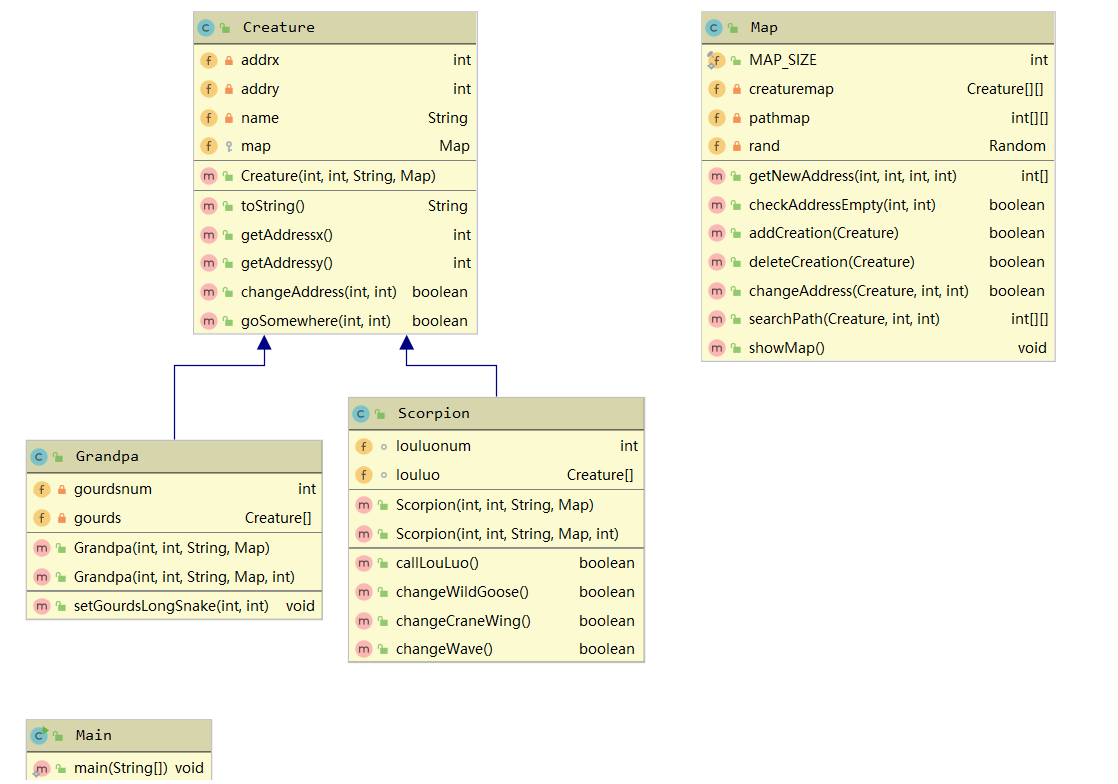 Creature
addrx int
addry int
name String
map Map
Creature(int, int, String, Map)
toString() String
getAddressx() int
getAddressy() int
changeAddress(int, int) boolean
goSomewhere(int, int) boolean
Map
MAP_SIZE int
creaturemap Creature[][]
pathmap int[][]
rand Random
getNewAddress(int, int, int, int) int[]
checkAddressEmpty(int, int) boolean
addCreation(Creature) boolean
deleteCreation(Creature) boolean
changeAddress(Creature, int, int) boolean
searchPath(Creature, int, int) int[][]
showMap() void
Grandpa
gourdsnum int
gourds Creature[]
Grandpa(int, int, String, Map)
Grandpa(int, int, String, Map, int)
setGourdsLongSnake(int, int) void
Scorpion
louluonum int
louluo Creature[]
Scorpion(int, int, String, Map)
Scorpion(int, int, String, Map, int)
callLouLuo() boolean
changeWildGoose() boolean
changeCraneWing() boolean
changeWave() boolean
Main
main(String[]) void